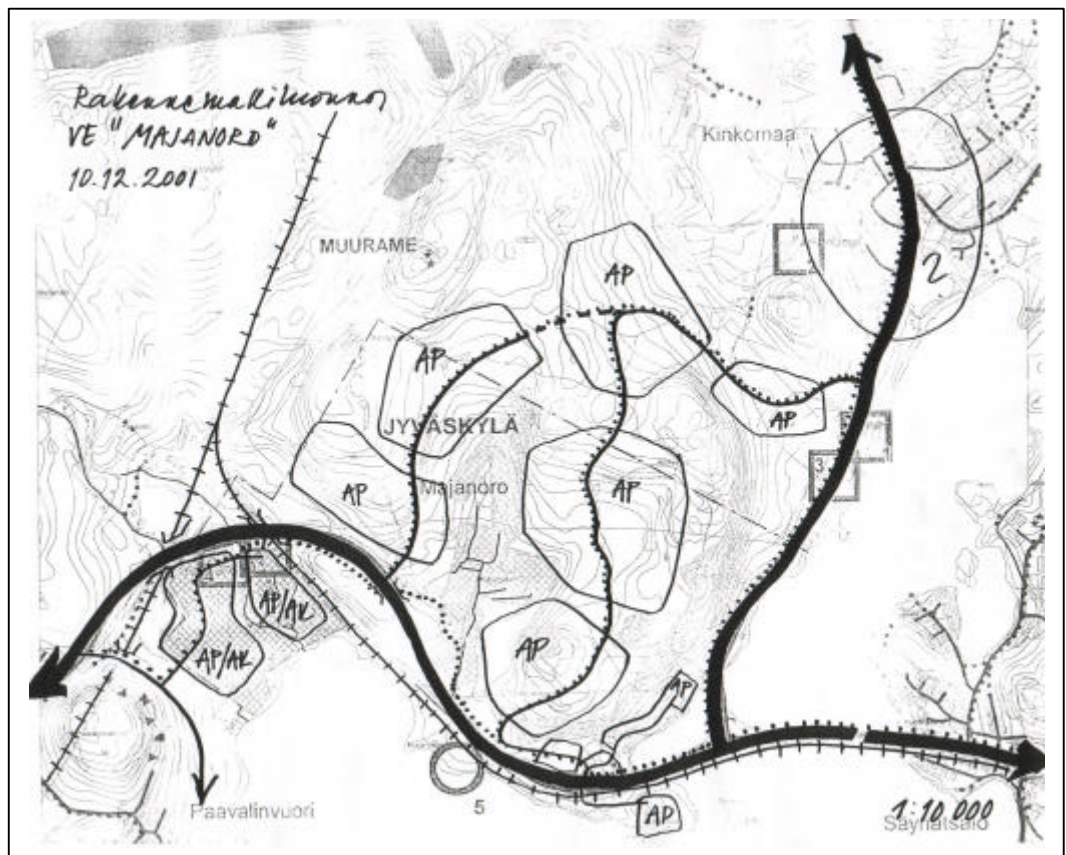 Rakennemalliluonnos
VE "MAJANORO"
10.12.2001
Kinkomaa
MUURAME
AP
2
AP
AP
JYVÄSKYLÄ
AP
Majanoro
AP
3
AP/AK
AP/AK
AP
AP
5
AP
Paavalinvuori
1:10 000
Säynätsalo